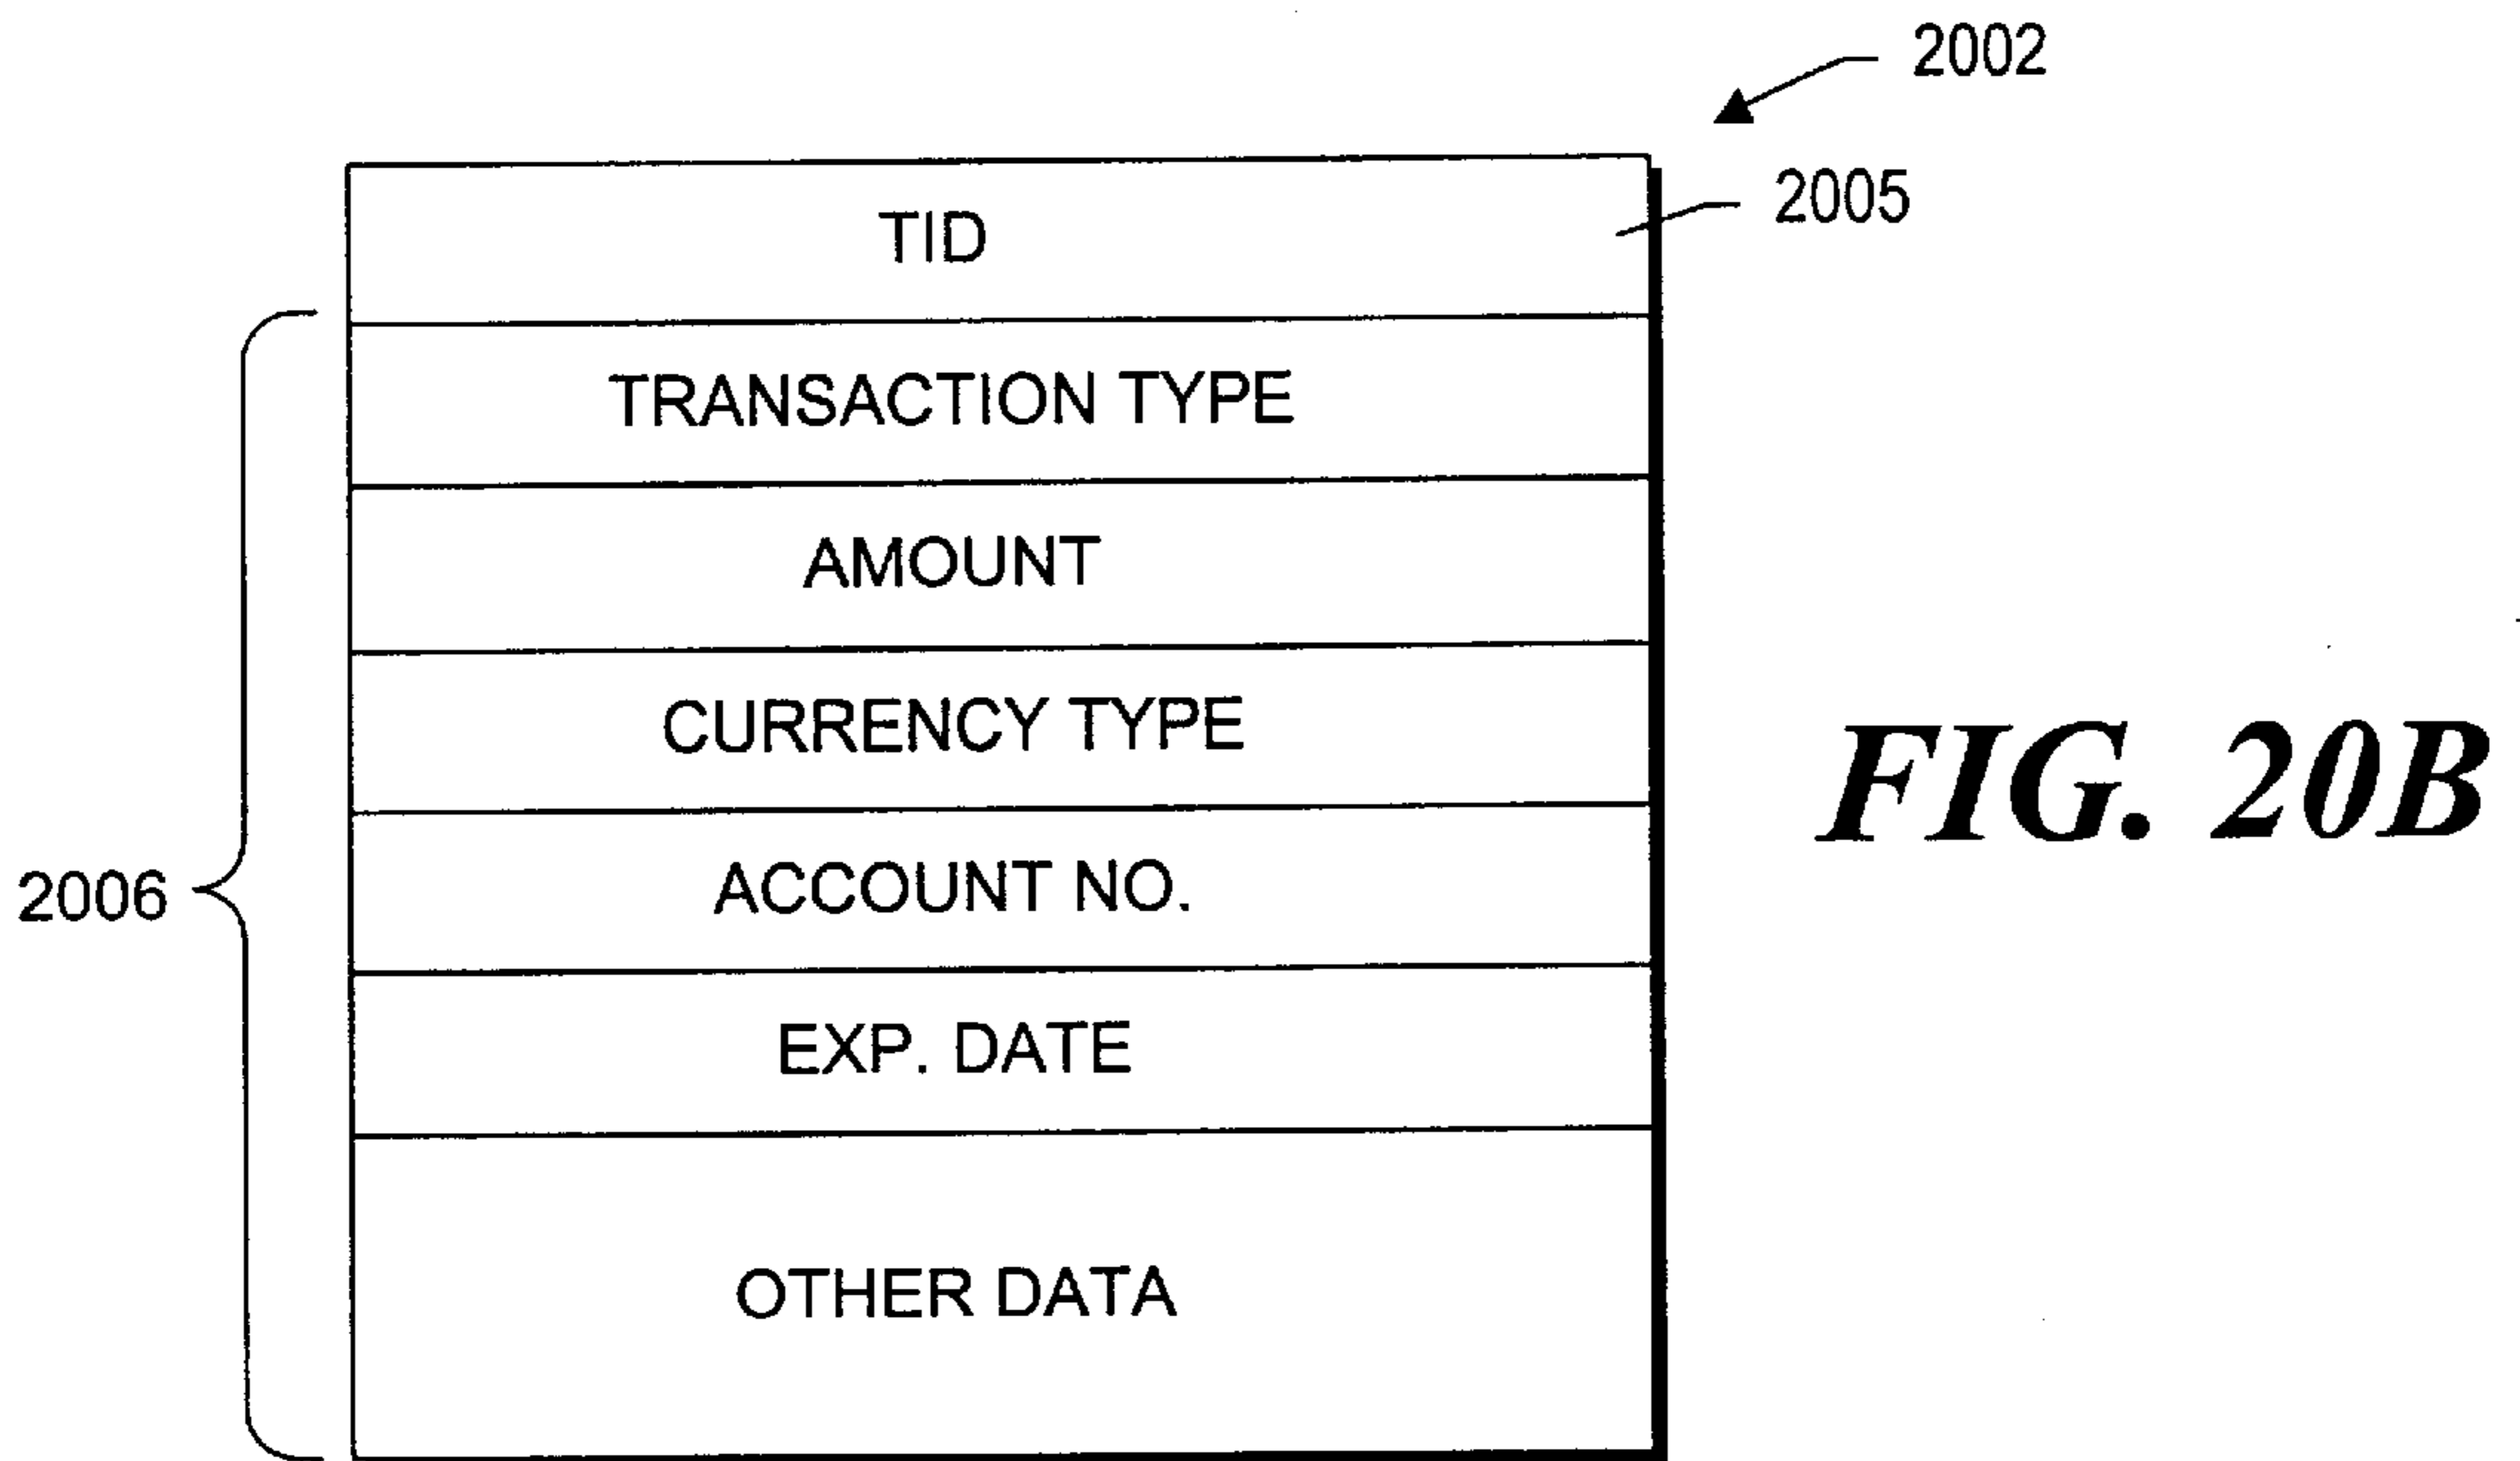 2002
2005
TID
TRANSACTION TYPE
AMOUNT
CURRENCY TYPE
FIG. 20B
ACCOUNT NO.
2006
EXP. DATE
OTHER DATA